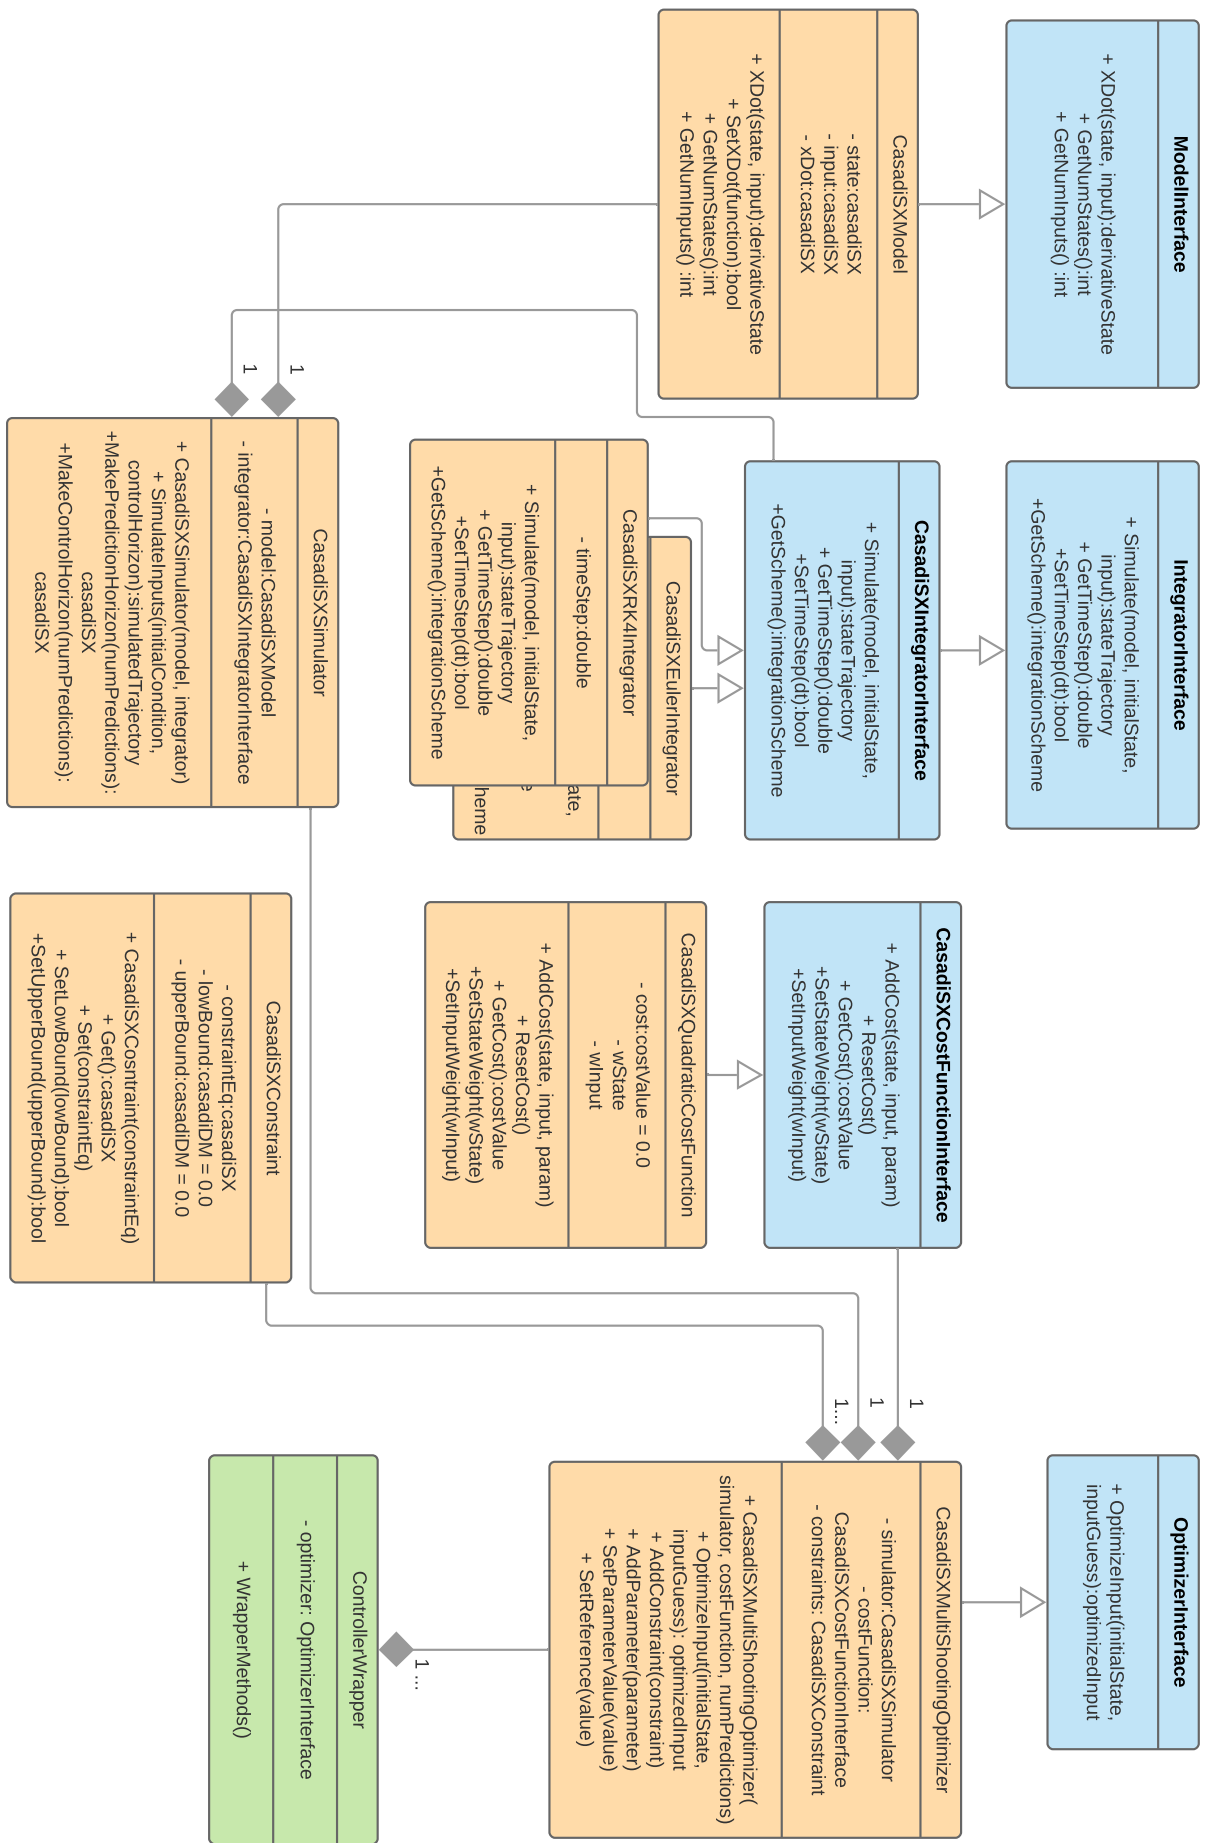 ModelInterface
+ XDot(state, input):derivativeState
+ GetNumStates():int
+ GetNumInputs() :int
IntegratorInterface
+ Simulate(model, initialState,
input):stateTrajectory
+ GetTimeStep():double
+SetTimeStep(dt):bool
+GetScheme():integrationScheme
OptimizerInterface
+ OptimizeInput(initialState,
inputGuess):optimizedInput
CasadiSXModel
- state:casadiSX
- input:casadiSX
- xDot:casadiSX
+ XDot(state, input):derivativeState
+ SetXDot(function):bool
+ GetNumStates():int
+ GetNumInputs() :int
CasadiSXIntegratorInterface
+ Simulate(model, initialState,
input):stateTrajectory
+ GetTimeStep():double
+SetTimeStep(dt):bool
+GetScheme():integrationScheme
CasadiSXCostFunctionInterface
+ AddCost(state, input, param)
+ ResetCost()
+ GetCost():costValue
+SetStateWeight(wState)
+SetInputWeight(wInput)
1
1
1...
CasadiSXMultiShootingOptimizer
- simulator:CasadiSXSimulator
- costFunction:
CasadiSXCostFunctionInterface
- constraints: CasadiSXConstraint
+ CasadiSXMultiShootingOptimizer(
simulator, costFunction, numPredictions)
+ OptimizeInput(initialState,
inputGuess): optimizedInput
+ AddConstraint(constraint)
+ AddParameter(parameter)
+ SetParameterValue(value)
+ SetReference(value)
CasadiSXEulerIntegrator
ate,
e
heme
CasadiSXRK4Integrator
- timeStep:double
+ Simulate(model, initialState,
input):stateTrajectory
+ GetTimeStep():double
+SetTimeStep(dt):bool
+GetScheme():integrationScheme
CasadiSXQuadraticCostFunction
- cost:costValue = 0.0
- wState
- wInput
+ AddCost(state, input, param)
+ ResetCost()
+ GetCost():costValue
+SetStateWeight(wState)
+SetInputWeight(wInput)
1
1
CasadiSXSimulator
- model:CasadiSXModel
- integrator:CasadiSXIntegratorInterface
+ CasadiSXSimulator(model, integrator)
+ SimulateInputs(initialCondition,
controlHorizon):simulatedTrajectory
+MakePredictionHorizon(numPredictions):
casadiSX
+MakeControlHorizon(numPredictions):
casadiSX
CasadiSXConstraint
- constraintEq:casadiSX
- lowBound:casadiDM = 0.0
- upperBound:casadiDM = 0.0
+ CasadiSXCosntraint(constraintEq)
+ Get():casadiSX
+ Set(constraintEq)
+ SetLowBound(lowBound):bool
+SetUpperBound(upperBound):bool
1 ...
ControllerWrapper
- optimizer: OptimizerInterface
+ WrapperMethods()